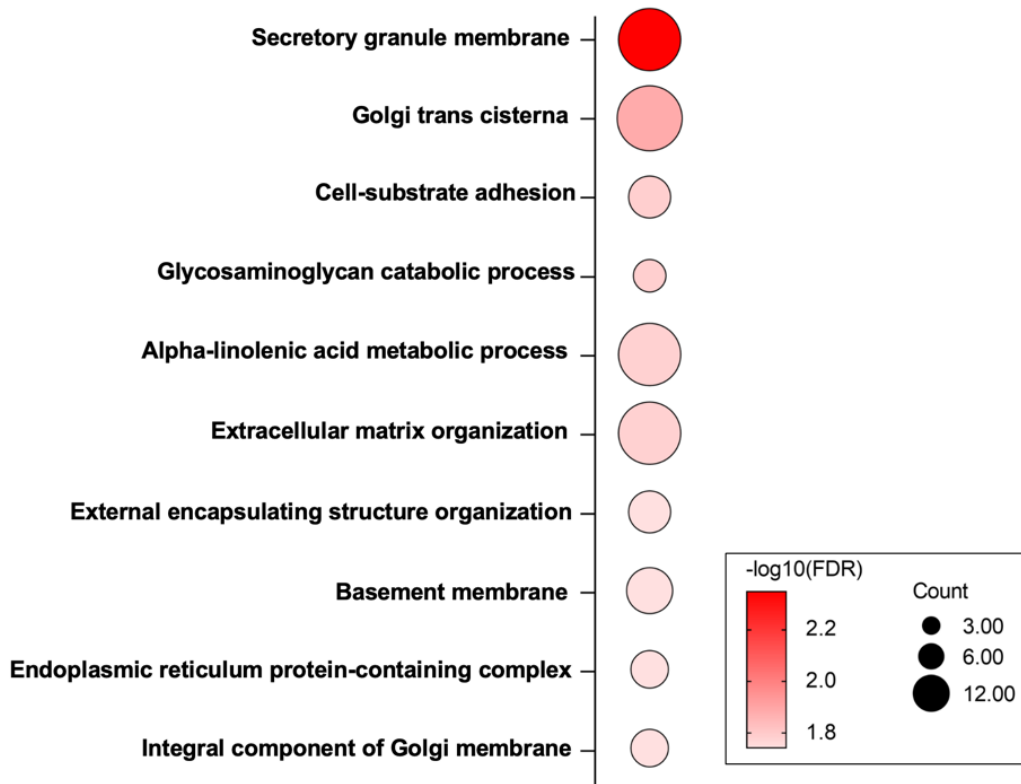 Secretory granule membrane
Golgi trans cisterna
Cell-substrate adhesion
Glycosaminoglycan catabolic process
Alpha-linolenic acid metabolic process
Extracellular matrix organization
External encapsulating structure organization
Basement membrane
Endoplasmic reticulum protein-containing complex
Integral component of Golgi membrane
-log10(FDR)
2.2
2.0
1.8
Count
3.00
6.00
12.00